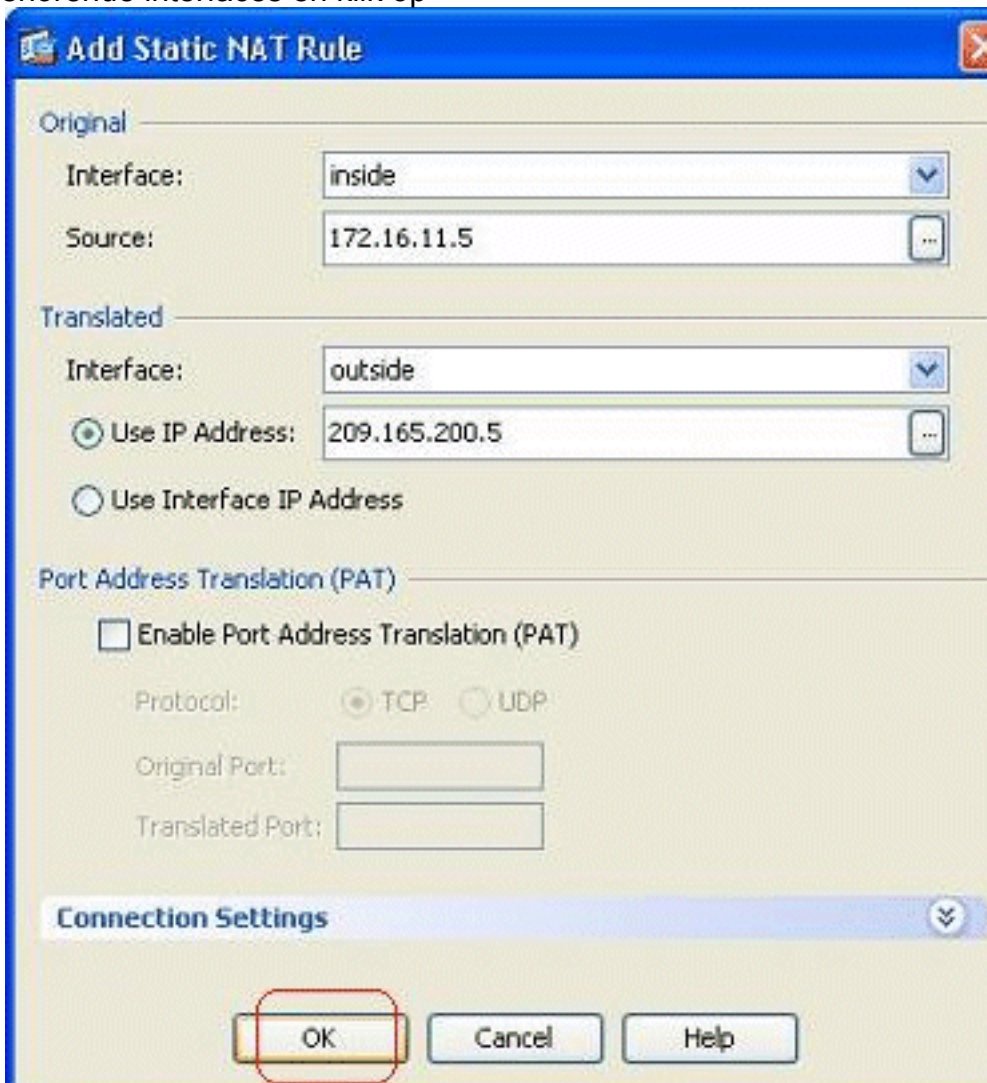 Add Static NAT Rule
Original
Interface: inside
Source: 172.16.11.5 ...
Translated
Interface: outside
Use IP Address: 209.165.200.5 ...
Use Interface IP Address
Port Address Translation (PAT)
Enable Port Address Translation (PAT)
Protocol: TCP UDP
Original Port:
Translated Port:
Connection Settings
OK Cancel Help